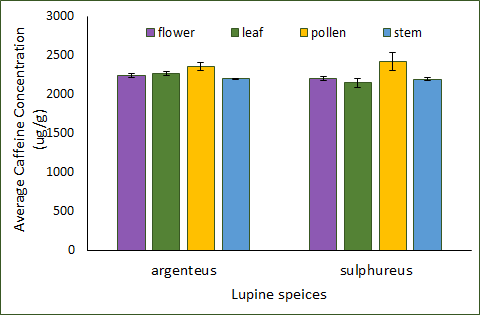 3000
flower leaf pollen stem
2500
2000
1500
1000
500
0
Average Caffeine Concentration
(ug/g)
argenteus sulphureus
Lupine speices